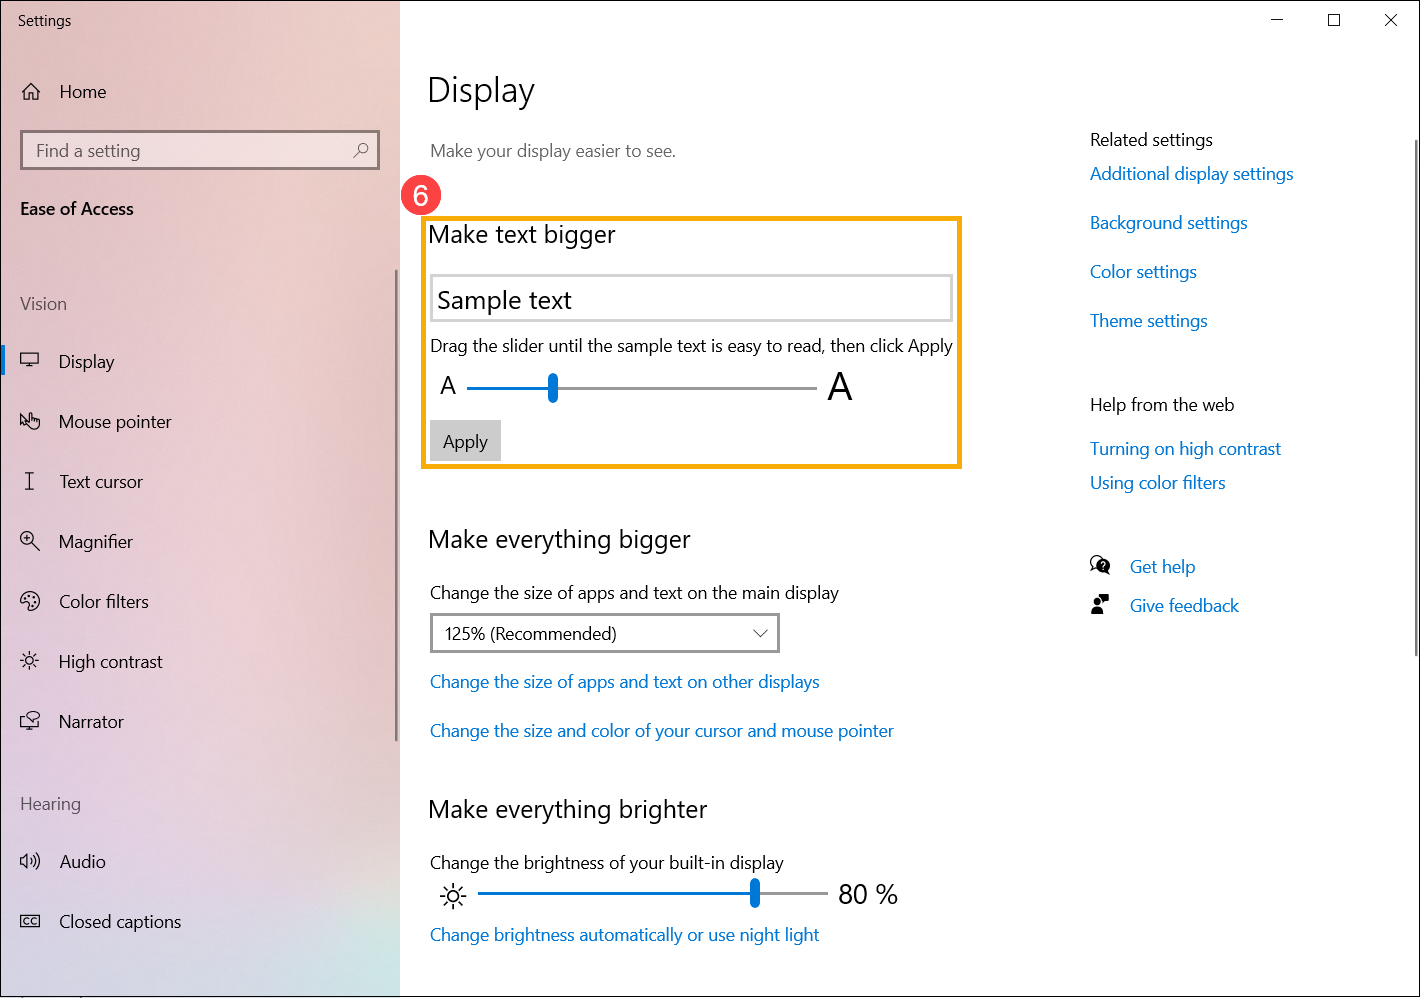 Settings
Home
Find a setting
Ease of Access
Vision
Display
Mouse pointer
Text cursor
Magnifier
Color filters
High contrast
Narrator
Hearing
Audio
CC
Closed captions
Display
Make your display easier to see.
6
Make text bigger
Sample text
Drag the slider until the sample text is easy to read, then click Apply
A A
Apply
Make everything bigger
Change the size of apps and text on the main display
125% (Recommended)
Change the size of apps and text on other displays
Change the size and color of your cursor and mouse pointer
Make everything brighter
Change the brightness of your built-in display
80 %
Change brightness automatically or use night light
Related settings
Additional display settings
Background settings
Color settings
Theme settings
Help from the web
Turning on high contrast
Using color filters
Get help
Give feedback